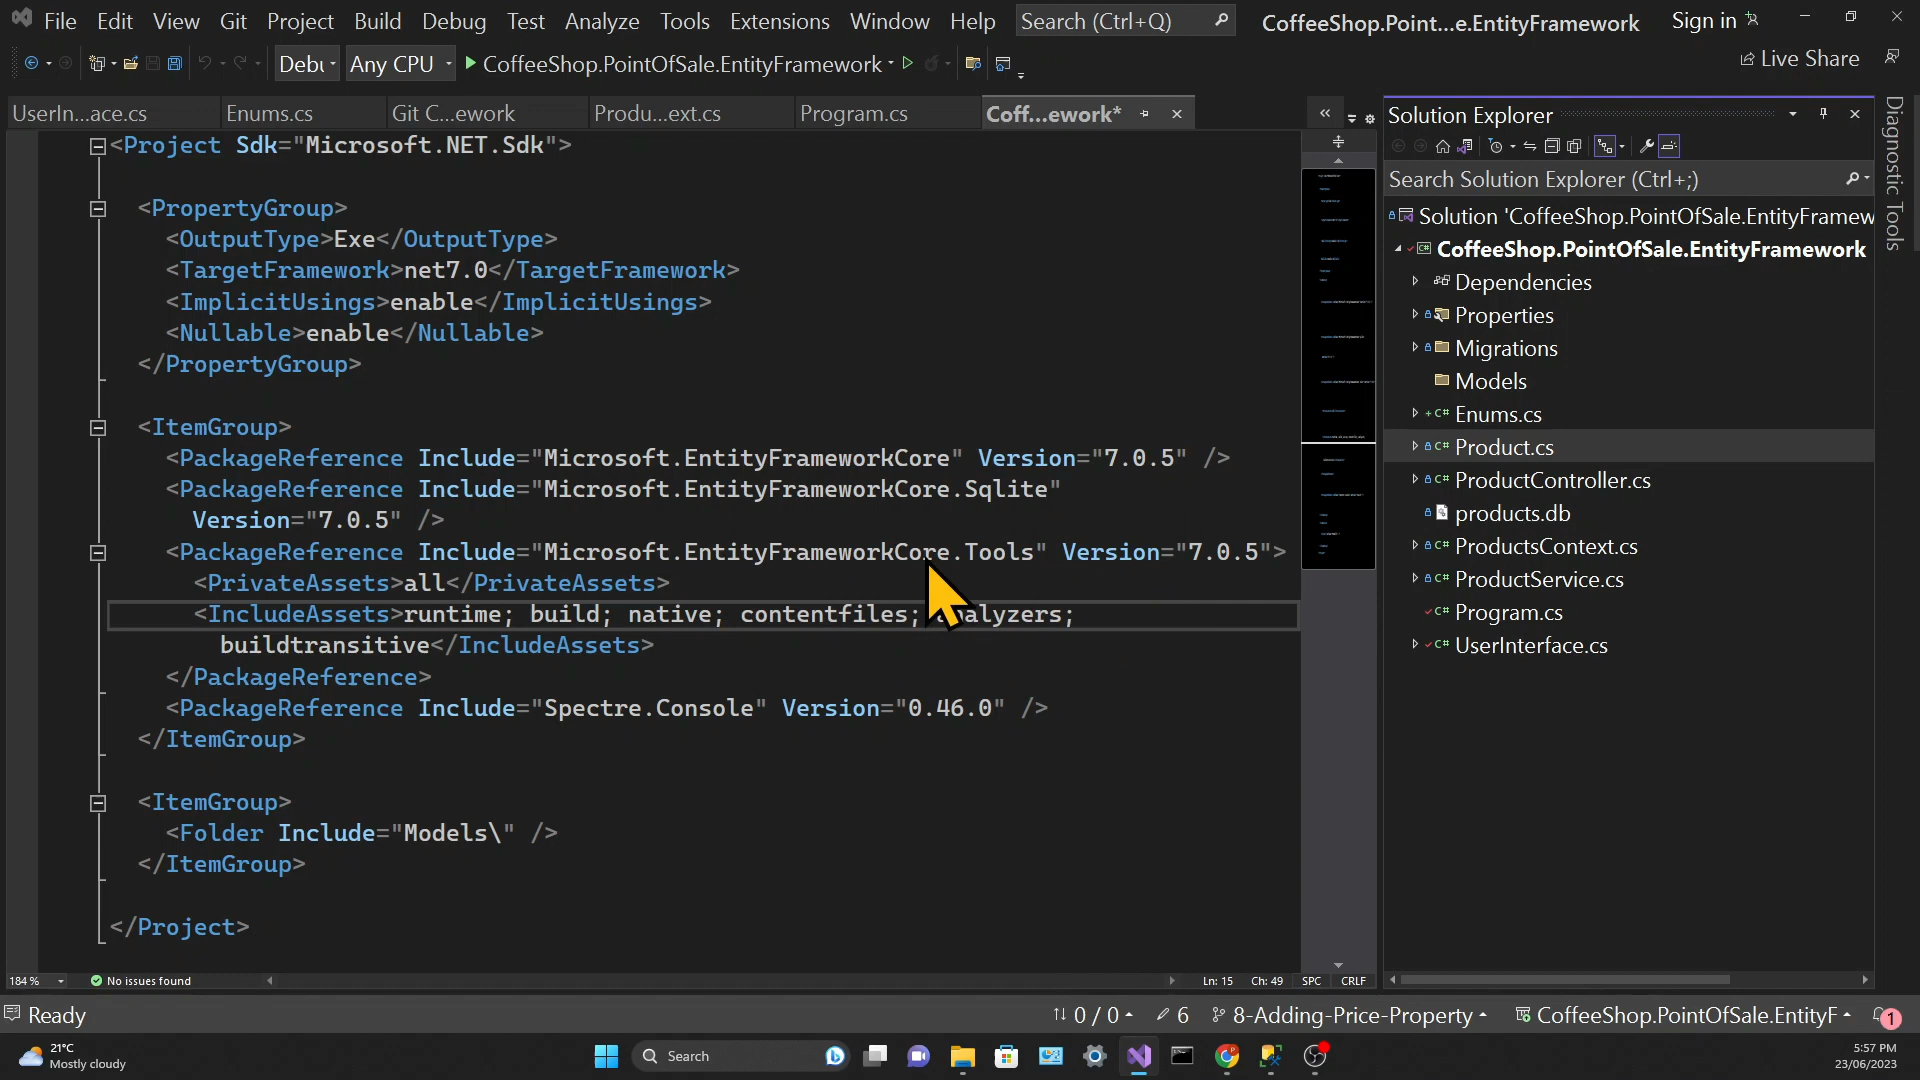 File Edit View Git Project Build Debug Test Analyze Tools Extensions Window Help Search (Ctrl+Q) CoffeeShop.Point...e.EntityFramework Sign in
Debu Any CPU CoffeeShop.PointOfSale.EntityFramework Live Share
UserIn...ace.cs Enums.cs Git C...ework Produ...ext.cs Program.cs Coff...ework*
<Project Sdk="Microsoft.NET.Sdk">
<PropertyGroup>
<OutputType>Exe</OutputType>
<TargetFramework>net7.0</TargetFramework>
<ImplicitUsings>enable</ImplicitUsings>
<Nullable>enable</Nullable>
</PropertyGroup>
<ItemGroup>
<PackageReference Include="Microsoft.EntityFrameworkCore" Version="7.0.5" />
<PackageReference Include="Microsoft.EntityFrameworkCore.Sqlite"
Version="7.0.5" />
<PackageReference Include="Microsoft.EntityFrameworkCore.Tools" Version="7.0.5">
<PrivateAssets>all</PrivateAssets>
<IncludeAssets>runtime; build; native; contentfiles; analyzers;
buildtransitive</IncludeAssets>
</PackageReference>
<PackageReference Include="Spectre.Console" Version="0.46.0" />
</ItemGroup>
<ItemGroup>
<Folder Include="Models\" />
</ItemGroup>
</Project>
184 % No issues found Ln: 15 Ch: 49 SPC CRLF
Solution Explorer
Search Solution Explorer (Ctrl+;)
Solution 'CoffeeShop.PointOfSale.EntityFramew
CoffeeShop.PointOfSale.EntityFramework
Dependencies
Properties
Migrations
Models
Enums.cs
Product.cs
ProductController.cs
products.db
ProductsContext.cs
ProductService.cs
Program.cs
UserInterface.cs
Diagnostic Tools
Ready 0 / 0 6 8-Adding-Price-Property CoffeeShop.PointOfSale.EntityF 1
21°C
Mostly cloudy
Search
5:57 PM
23/06/2023